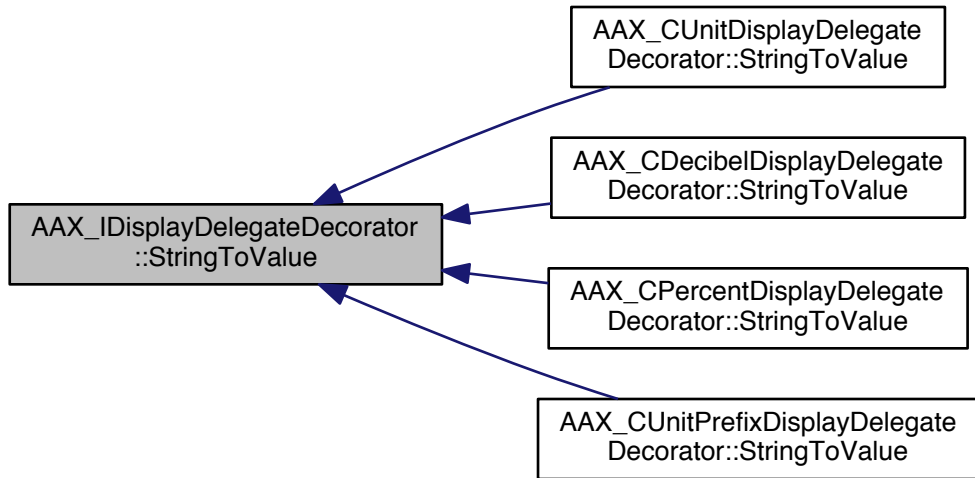 AAX_CUnitDisplayDelegate
Decorator::StringToValue
AAX_CDecibelDisplayDelegate
Decorator::StringToValue
AAX_IDisplayDelegateDecorator
::StringToValue
AAX_CPercentDisplayDelegate
Decorator::StringToValue
AAX_CUnitPrefixDisplayDelegate
Decorator::StringToValue